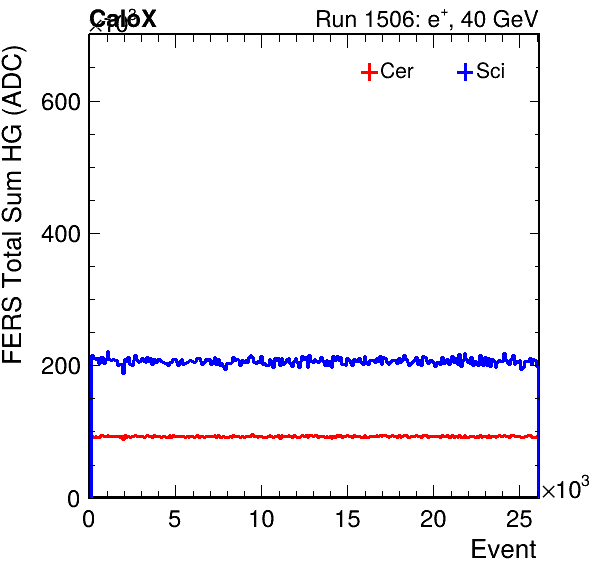 CaloX Run 1506: e⁺, 40 GeV
×10³
FERS Total Sum HG (ADC)
Cer Sci
600
400
200
0
0 5 10 15 20 25 ×10³
Event